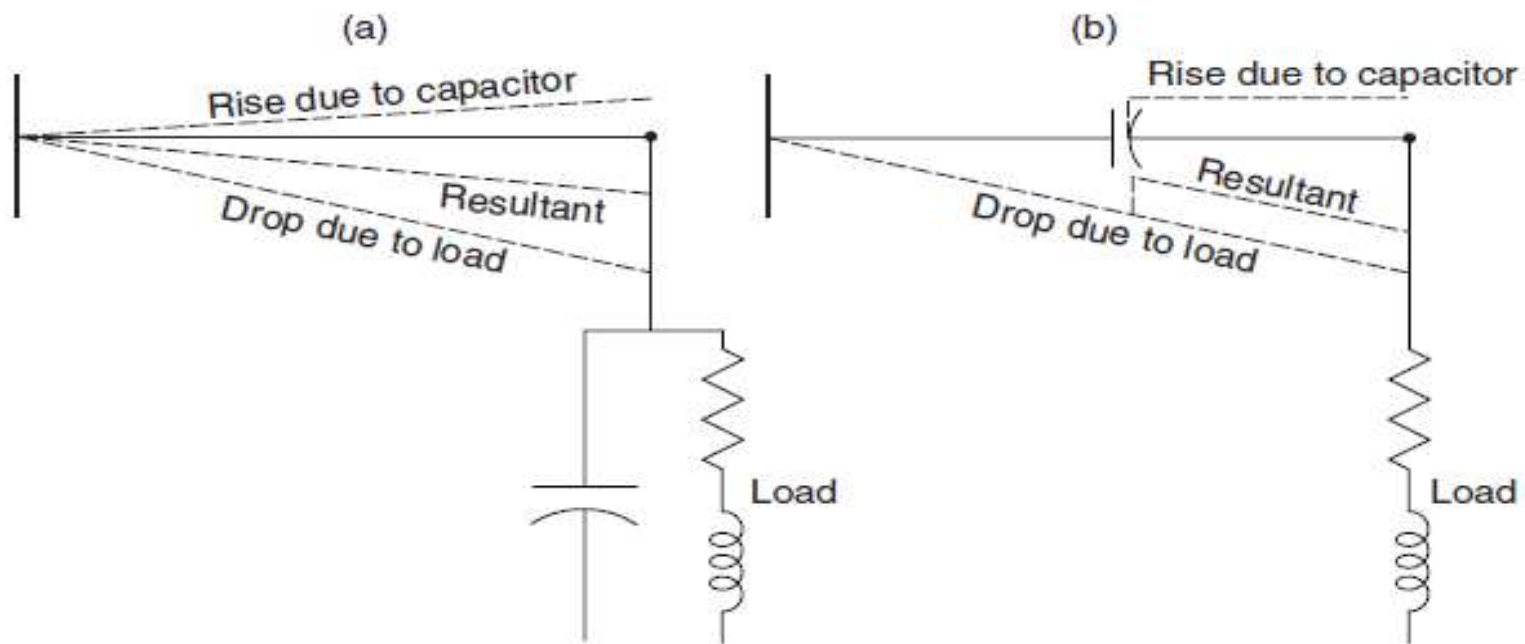 (a)
Rise due to capacitor
Resultant
Drop due to load
Load
(b)
Rise due to capacitor
Resultant
Drop due to load
Load